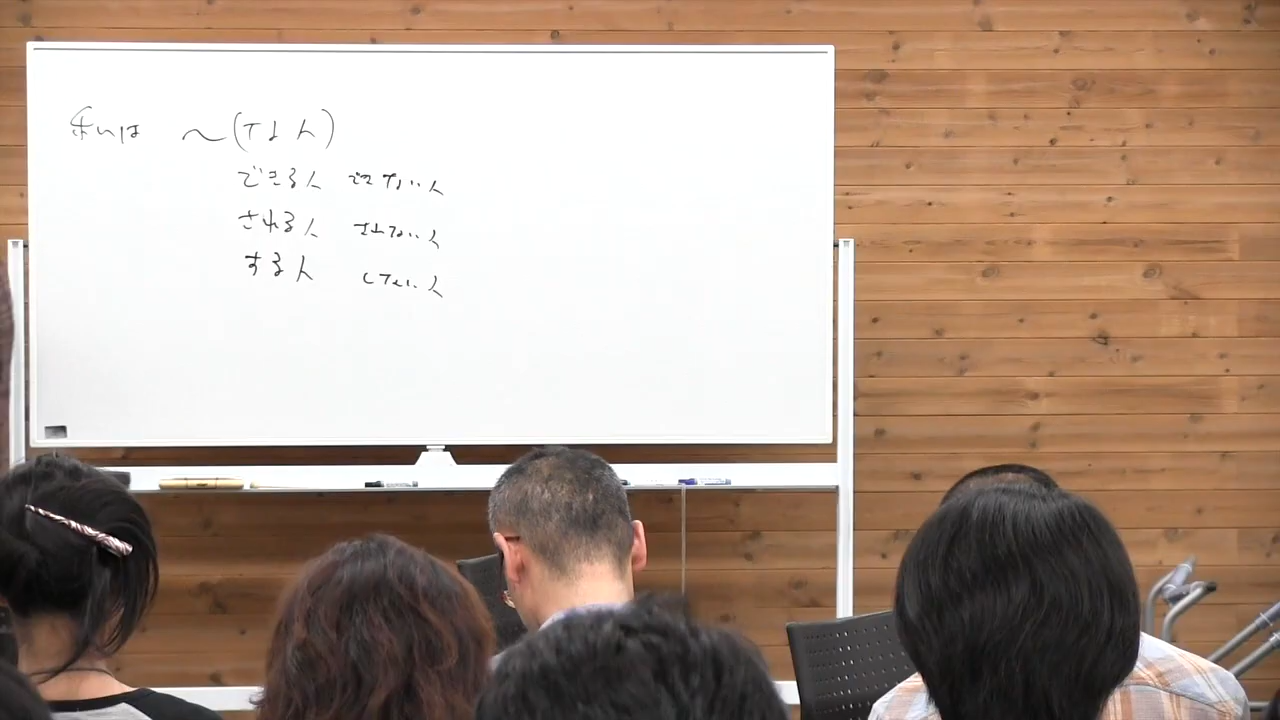 私は ～(な人)
できる人 できない人
される人 されない人
する人 しない人